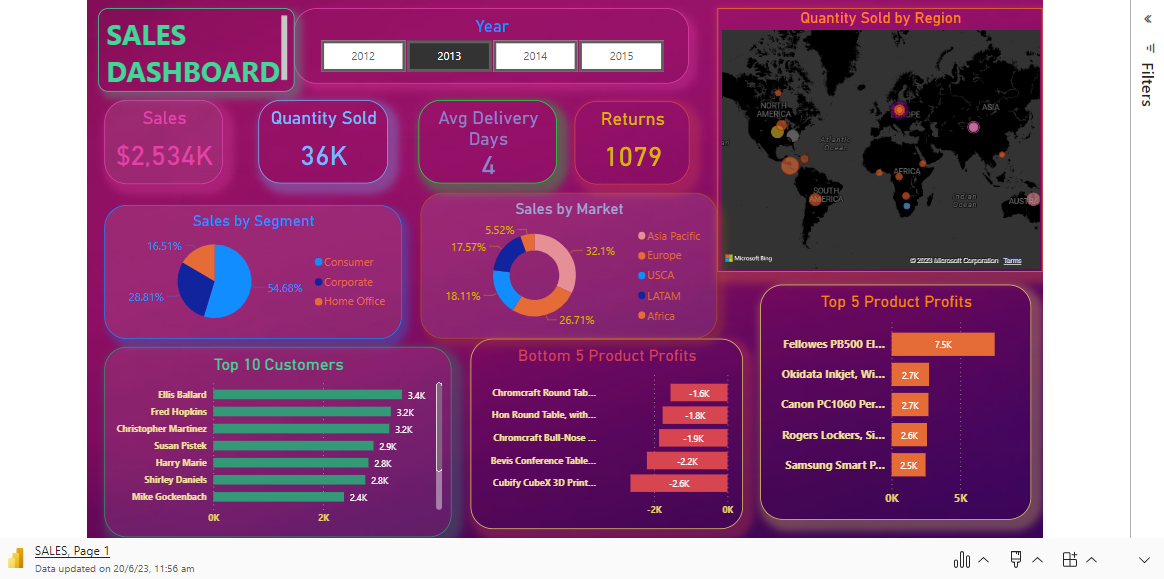 SALES
DASHBOARD
Year
2012
2013
2014
2015
Quantity Sold by Region
NORTH
AMERICA
Atlantic
Ocean
ASIA
AFRICA
SOUTH
AMERICA
Indian
Ocean
AUSTRA
Microsoft Bing
© 2023 Microsoft Corporation Terms
«
Filters
Sales
$2,534K
Quantity Sold
36K
Avg Delivery
Days
4
Returns
1079
Sales by Segment
16.51%
28.81%
54.68%
Consumer
Corporate
Home Office
Sales by Market
5.52%
17.57%
18.11%
32.1%
26.71%
Asia Pacific
Europe
USCA
LATAM
Africa
Top 5 Product Profits
Fellowes PB500 El... 7.5K
Okidata Inkjet, Wi... 2.7K
Canon PC1060 Per... 2.7K
Rogers Lockers, Si... 2.6K
Samsung Smart P... 2.5K
0K 5K
Top 10 Customers
Ellis Ballard 3.4K
Fred Hopkins 3.2K
Christopher Martinez 3.2K
Susan Pistek 2.9K
Harry Marie 2.8K
Shirley Daniels 2.8K
Mike Gockenbach 2.4K
0K 2K
Bottom 5 Product Profits
Chromcraft Round Tab... -1.6K
Hon Round Table, with... -1.8K
Chromcraft Bull-Nose ... -1.9K
Bevis Conference Table... -2.2K
Cubify CubeX 3D Print... -2.6K
-2K 0K
SALES, Page 1
Data updated on 20/6/23, 11:56 am